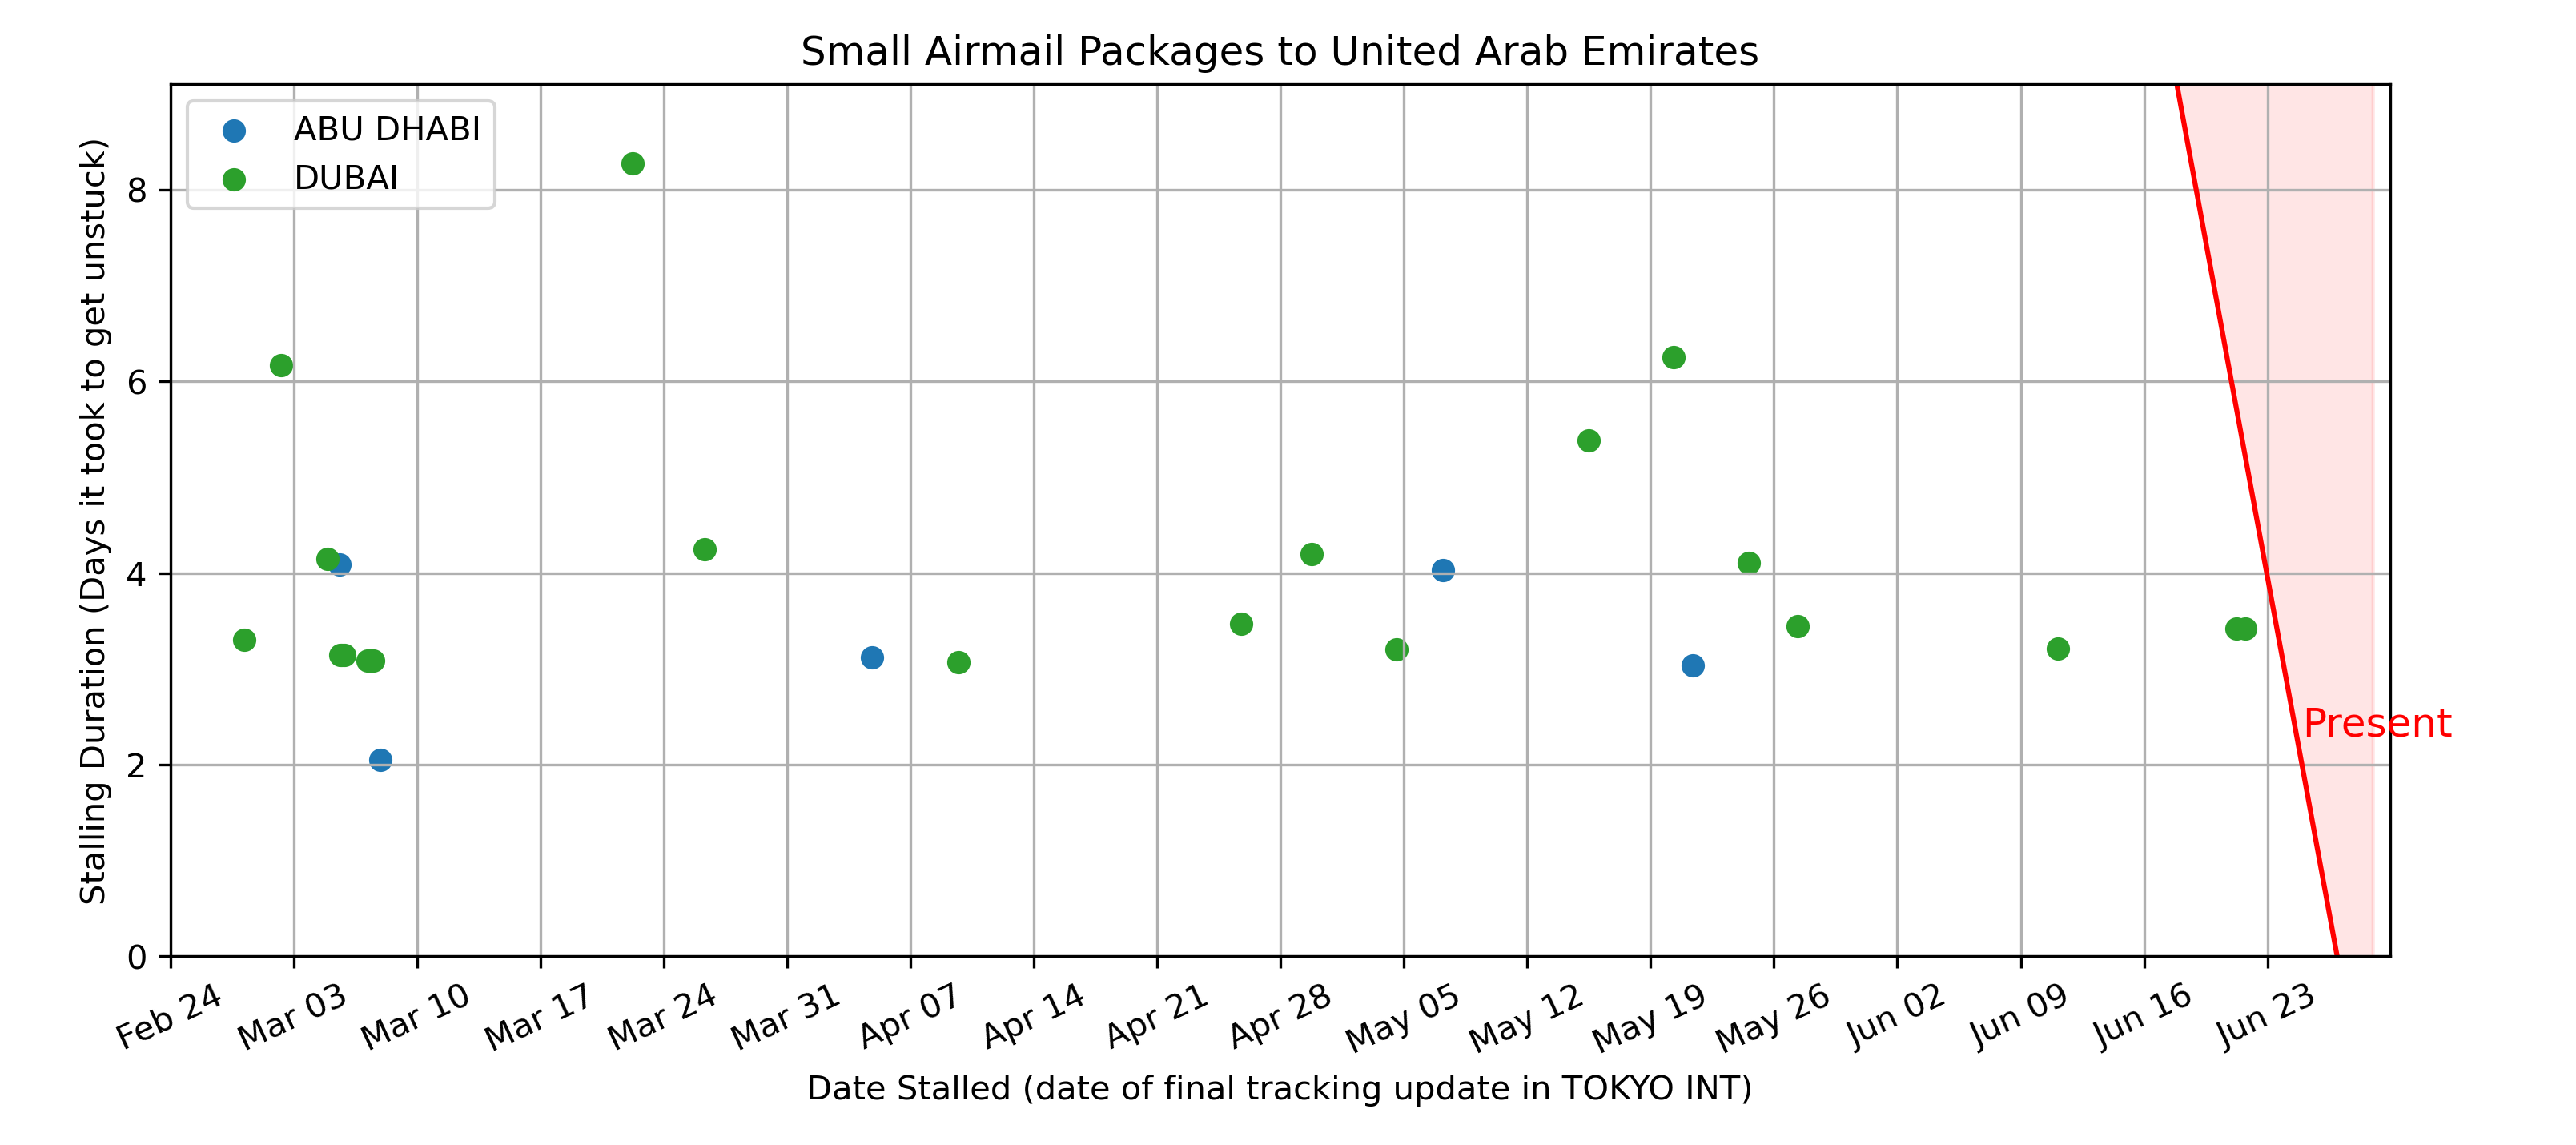 Small Airmail Packages to United Arab Emirates
ABU DHABI
DUBAI
Stalling Duration (Days it took to get unstuck)
8
6
4
2
0
Present
Feb 24
Mar 03
Mar 10
Mar 17
Mar 24
Mar 31
Apr 07
Apr 14
Apr 21
Apr 28
May 05
May 12
May 19
May 26
Jun 02
Jun 09
Jun 16
Jun 23
Date Stalled (date of final tracking update in TOKYO INT)